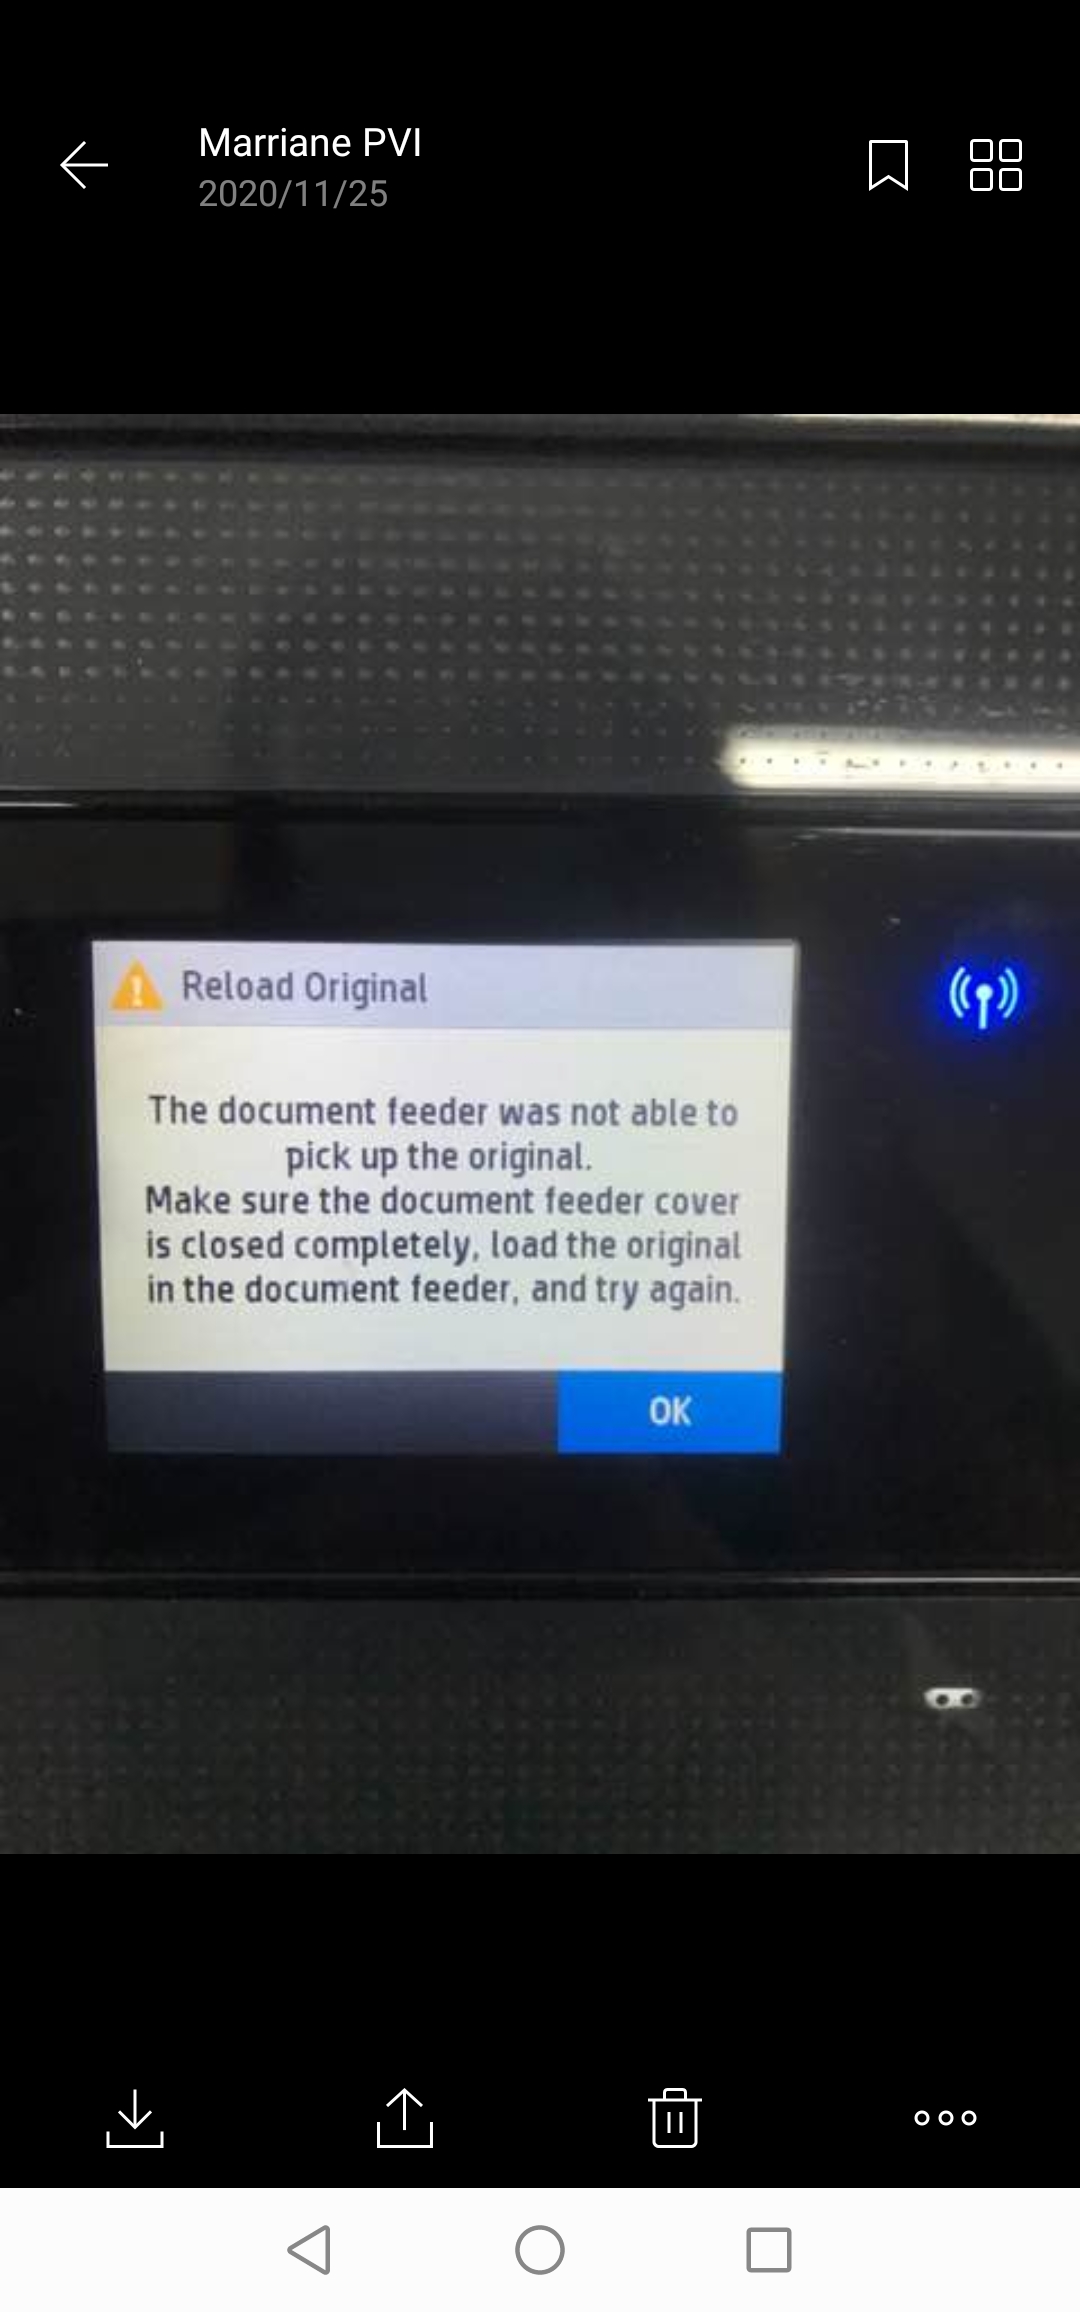 Marriane PVI
2020/11/25
Reload Original
The document feeder was not able to
pick up the original.
Make sure the document feeder cover
is closed completely, load the original
in the document feeder, and try again.
OK